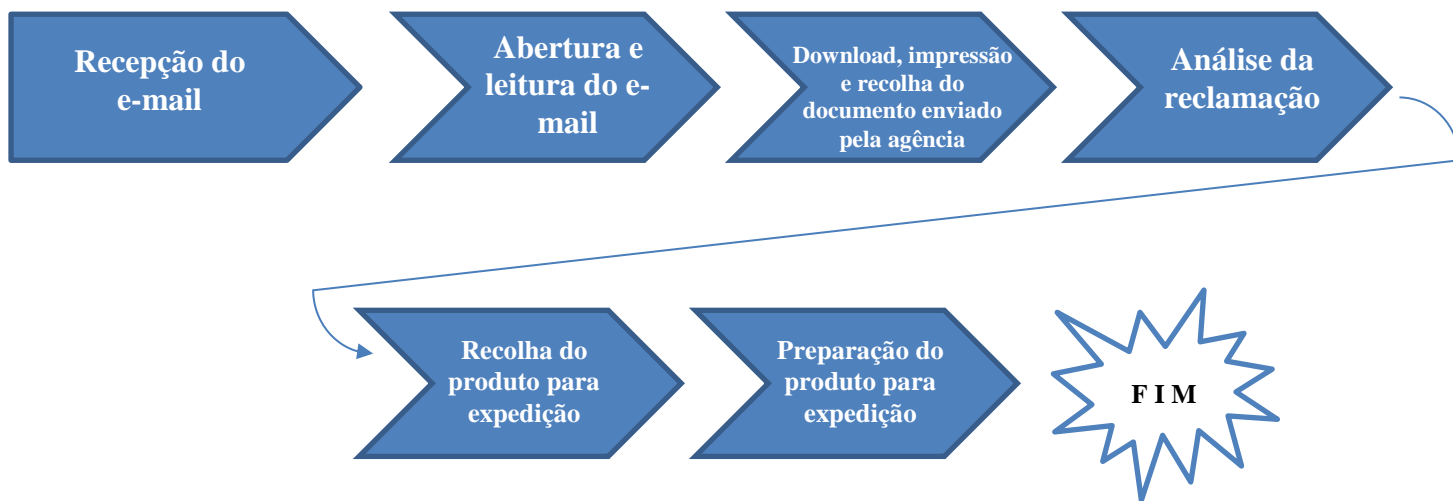 Recepção do
e-mail
Abertura e
leitura do e-
mail
Download, impressão
e recolha do
documento enviado
pela agência
Análise da
reclamação
Recolha do
produto para
expedição
Preparação do
produto para
expedição
F I M